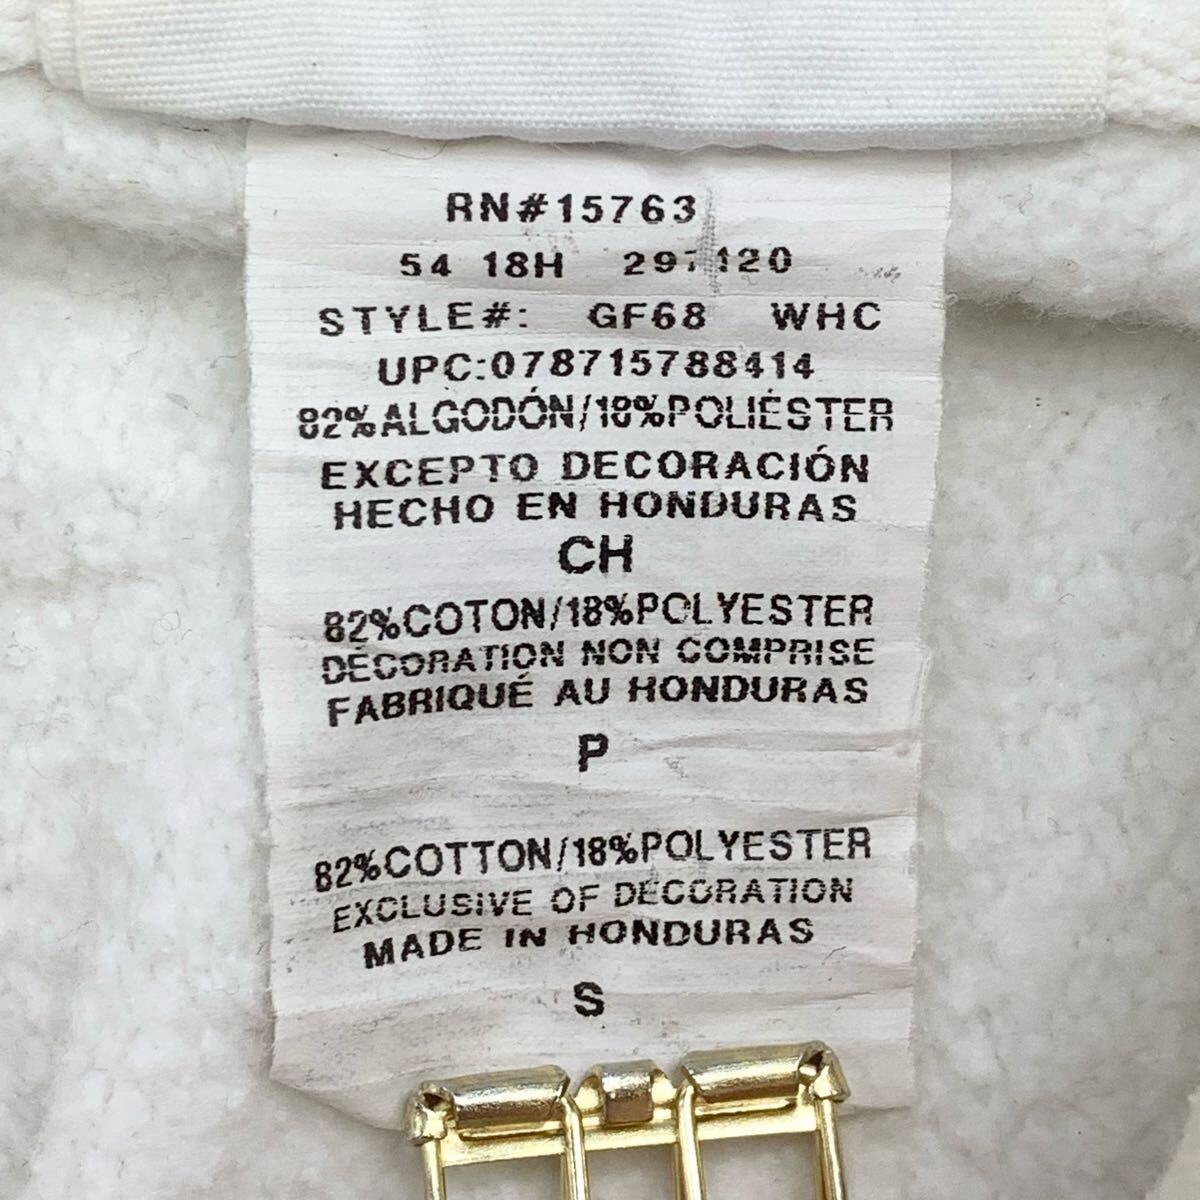 RN#15763
54 18H
STYLE#: GF68 WHC
UPC:078715788414
82%ALGODÓN/18%POLIÉSTER
EXCEPTO DECORACIÓN
HECHO EN HONDURAS
CH
82%COTON/18%POLYESTER
DÉCORATION NON COMPRISE
FABRIQUÉ AU HONDURAS
P
82%COTTON/18%POLYESTER
EXCLUSIVE OF DECORATION
MADE IN HONDURAS
S